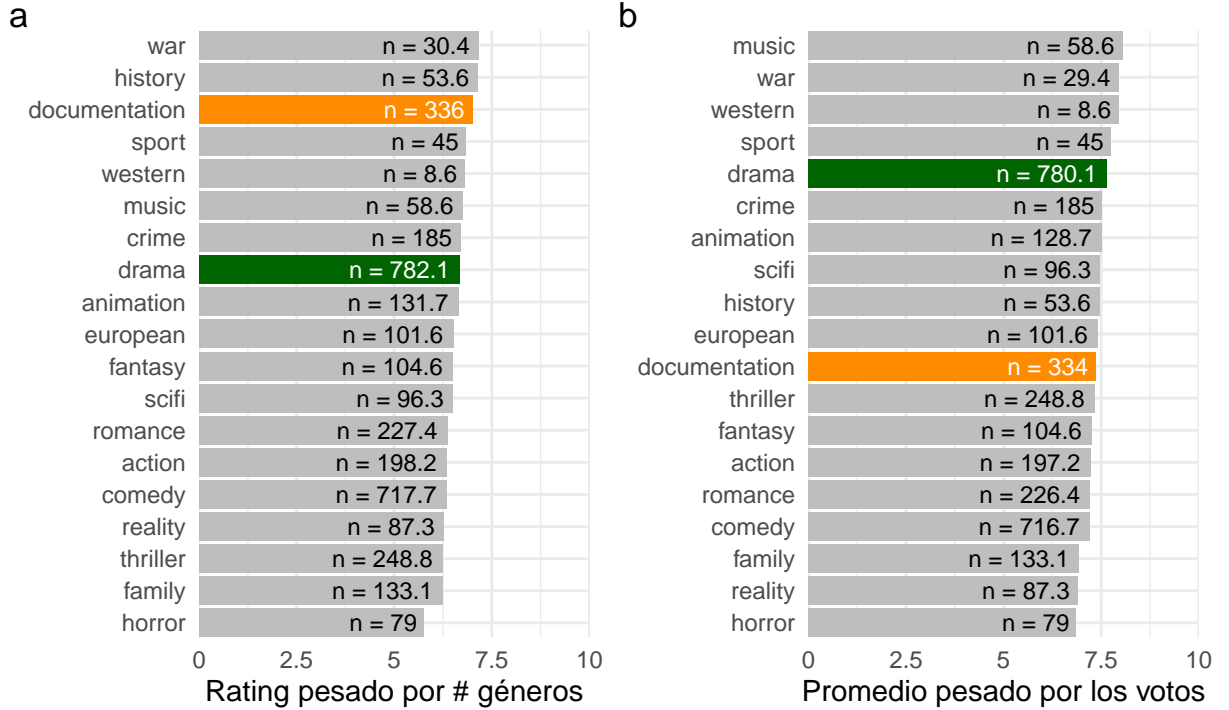 a
war n = 30.4
history n = 53.6
documentation n = 336
sport n = 45
western n = 8.6
music n = 58.6
crime n = 185
drama n = 782.1
animation n = 131.7
european n = 101.6
fantasy n = 104.6
scifi n = 96.3
romance n = 227.4
action n = 198.2
comedy n = 717.7
reality n = 87.3
thriller n = 248.8
family n = 133.1
horror n = 79
0 2.5 5 7.5 10
Rating pesado por # géneros
b
music n = 58.6
war n = 29.4
western n = 8.6
sport n = 45
drama n = 780.1
crime n = 185
animation n = 128.7
scifi n = 96.3
history n = 53.6
european n = 101.6
documentation n = 334
thriller n = 248.8
fantasy n = 104.6
action n = 197.2
romance n = 226.4
comedy n = 716.7
family n = 133.1
reality n = 87.3
horror n = 79
0 2.5 5 7.5 10
Promedio pesado por los votos